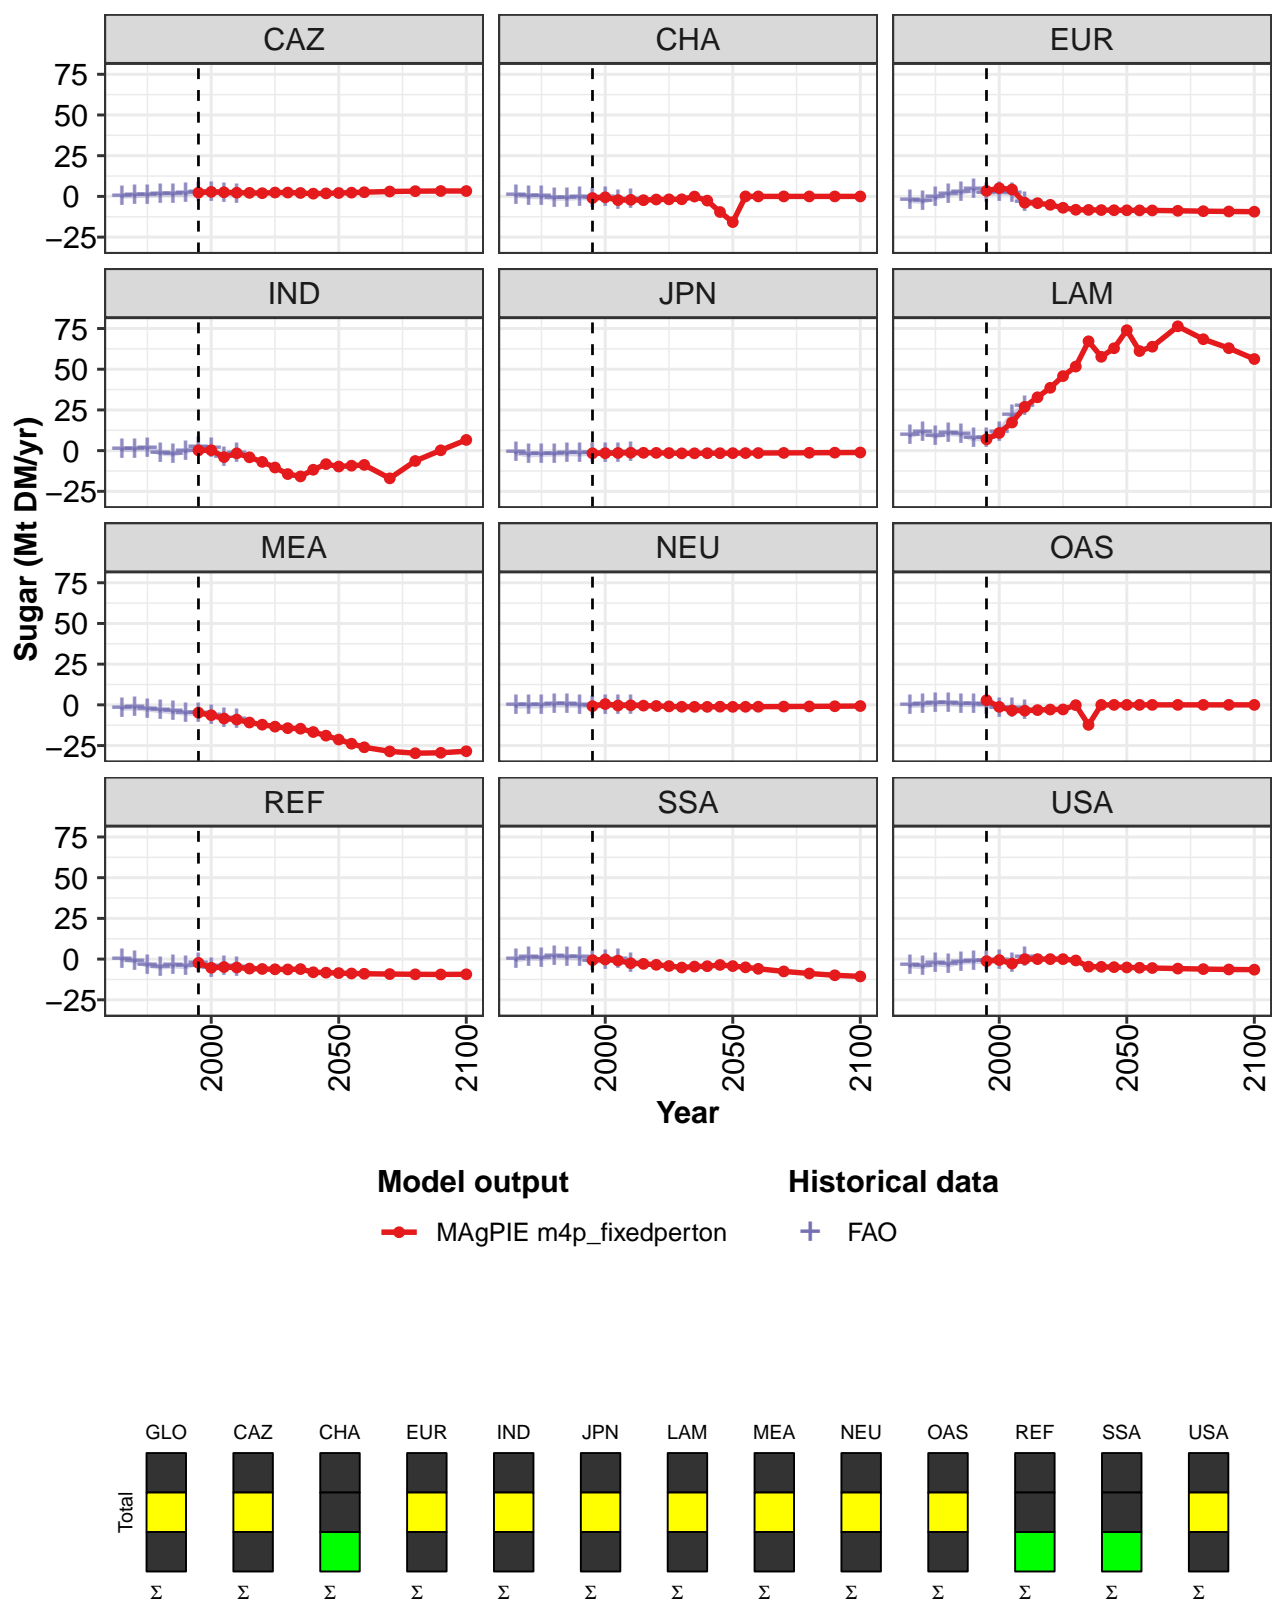 CAZ CHA EUR
75
50
25
0
−25
IND JPN LAM
75
50
25
0
−25
MEA NEU OAS
75
50
25
0
−25
REF SSA USA
75
50
25
0
−25
Sugar (Mt DM/yr)
2000 2050 2100 2000 2050 2100 2000 2050 2100
Year
Model output Historical data
MAgPIE m4p_fixedperton FAO
GLO CAZ CHA EUR IND JPN LAM MEA NEU OAS REF SSA USA
Total
Σ Σ Σ Σ Σ Σ Σ Σ Σ Σ Σ Σ Σ